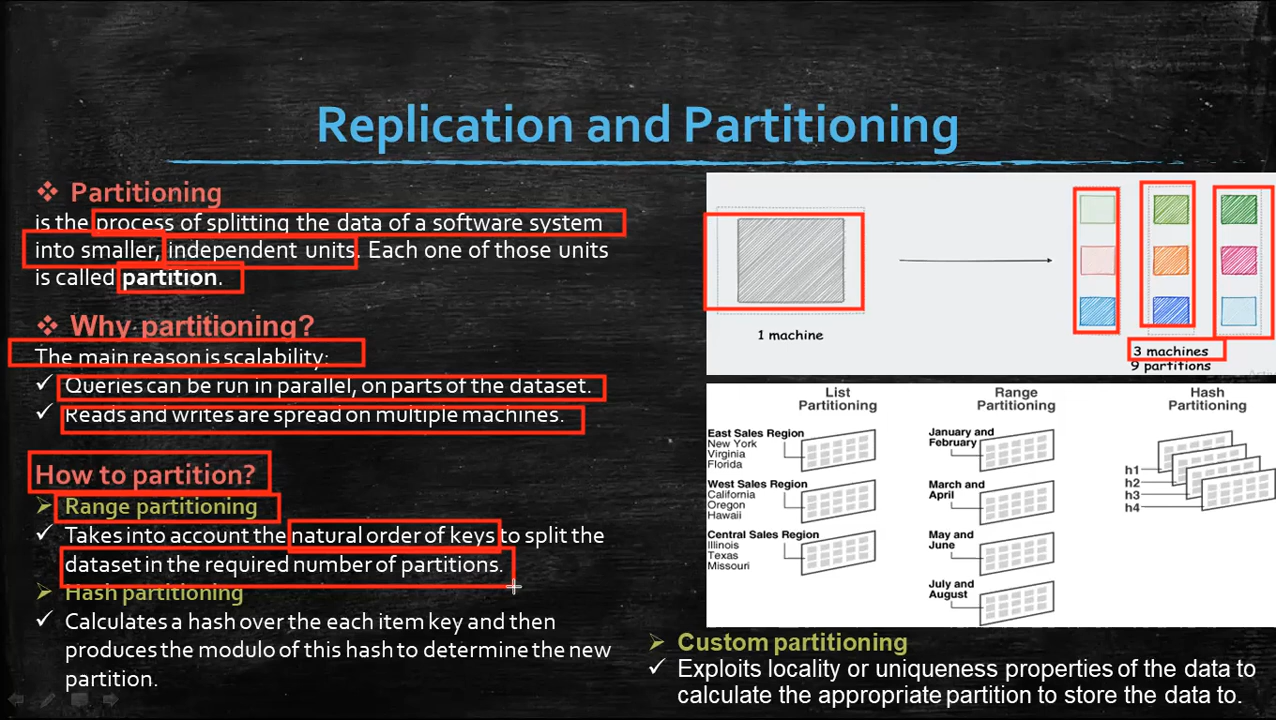 Replication and Partitioning
❖ Partitioning
is the process of splitting the data of a software system
into smaller, independent units. Each one of those units
is called partition.
❖ Why partitioning?
The main reason is scalability:
✓ Queries can be run in parallel, on parts of the dataset.
✓ Reads and writes are spread on multiple machines.
How to partition?
➤ Range partitioning
✓ Takes into account the natural order of keys to split the
dataset in the required number of partitions.
➤ Hash partitioning
✓ Calculates a hash over the each item key and then
produces the modulo of this hash to determine the new
partition.
1 machine
3 machines
9 partitions
List
Partitioning
East Sales Region
New York
Virginia
Florida
West Sales Region
California
Oregon
Hawaii
Central Sales Region
Illinois
Texas
Missouri
Range
Partitioning
January and
February
March and
April
May and
June
July and
August
Hash
Partitioning
h1
h2
h3
h4
➤ Custom partitioning
✓ Exploits locality or uniqueness properties of the data to
calculate the appropriate partition to store the data to.